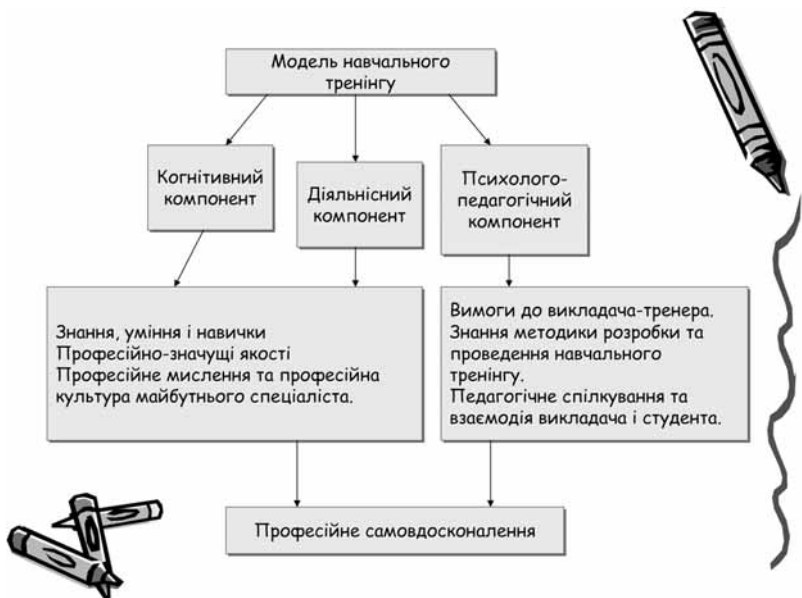 Модель навчального
тренінгу
Когнітивний
компонент
Діяльнісний
компонент
Психолого-
педагогічний
компонент
Знання, уміння і навички
Професійно-значущі якості
Професійне мислення та професійна
культура майбутнього спеціаліста.
Вимоги до викладача-тренера.
Знання методики розробки та
проведення навчального
тренінгу.
Педагогічне спілкування та
взаємодія викладача і студента.
Професійне самовдосконалення